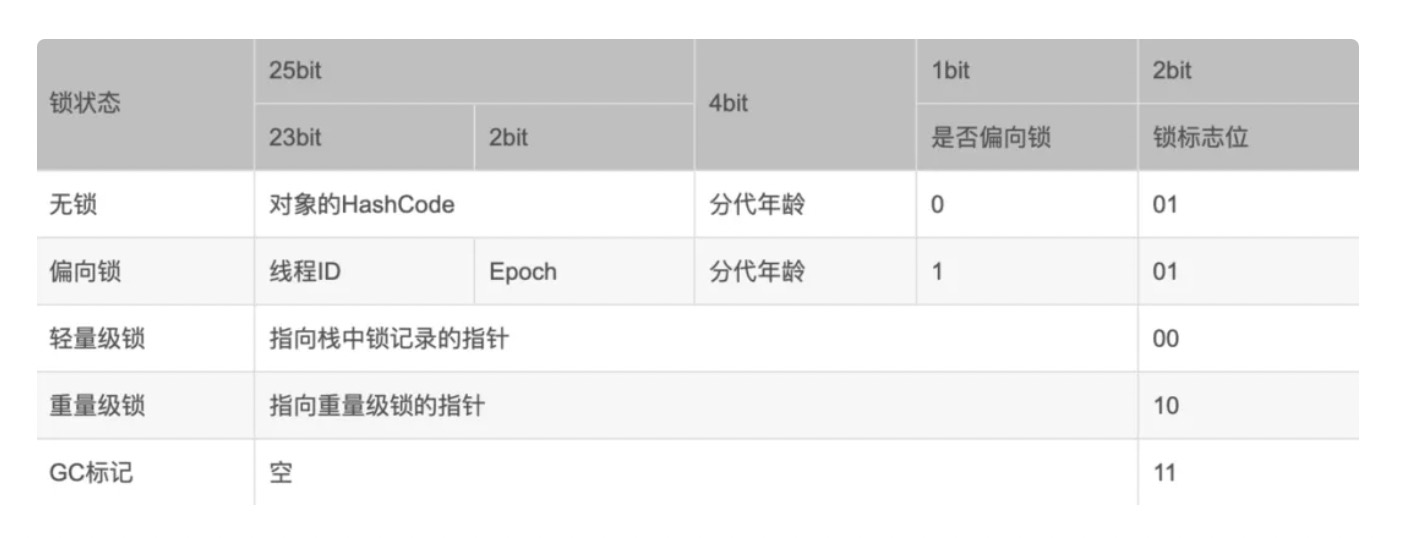 锁状态 25bit 4bit 1bit 2bit
23bit 2bit 是否偏向锁 锁标志位
无锁 对象的HashCode 分代年龄 0 01
偏向锁 线程ID Epoch 分代年龄 1 01
轻量级锁 指向栈中锁记录的指针 00
重量级锁 指向重量级锁的指针 10
GC标记 空 11